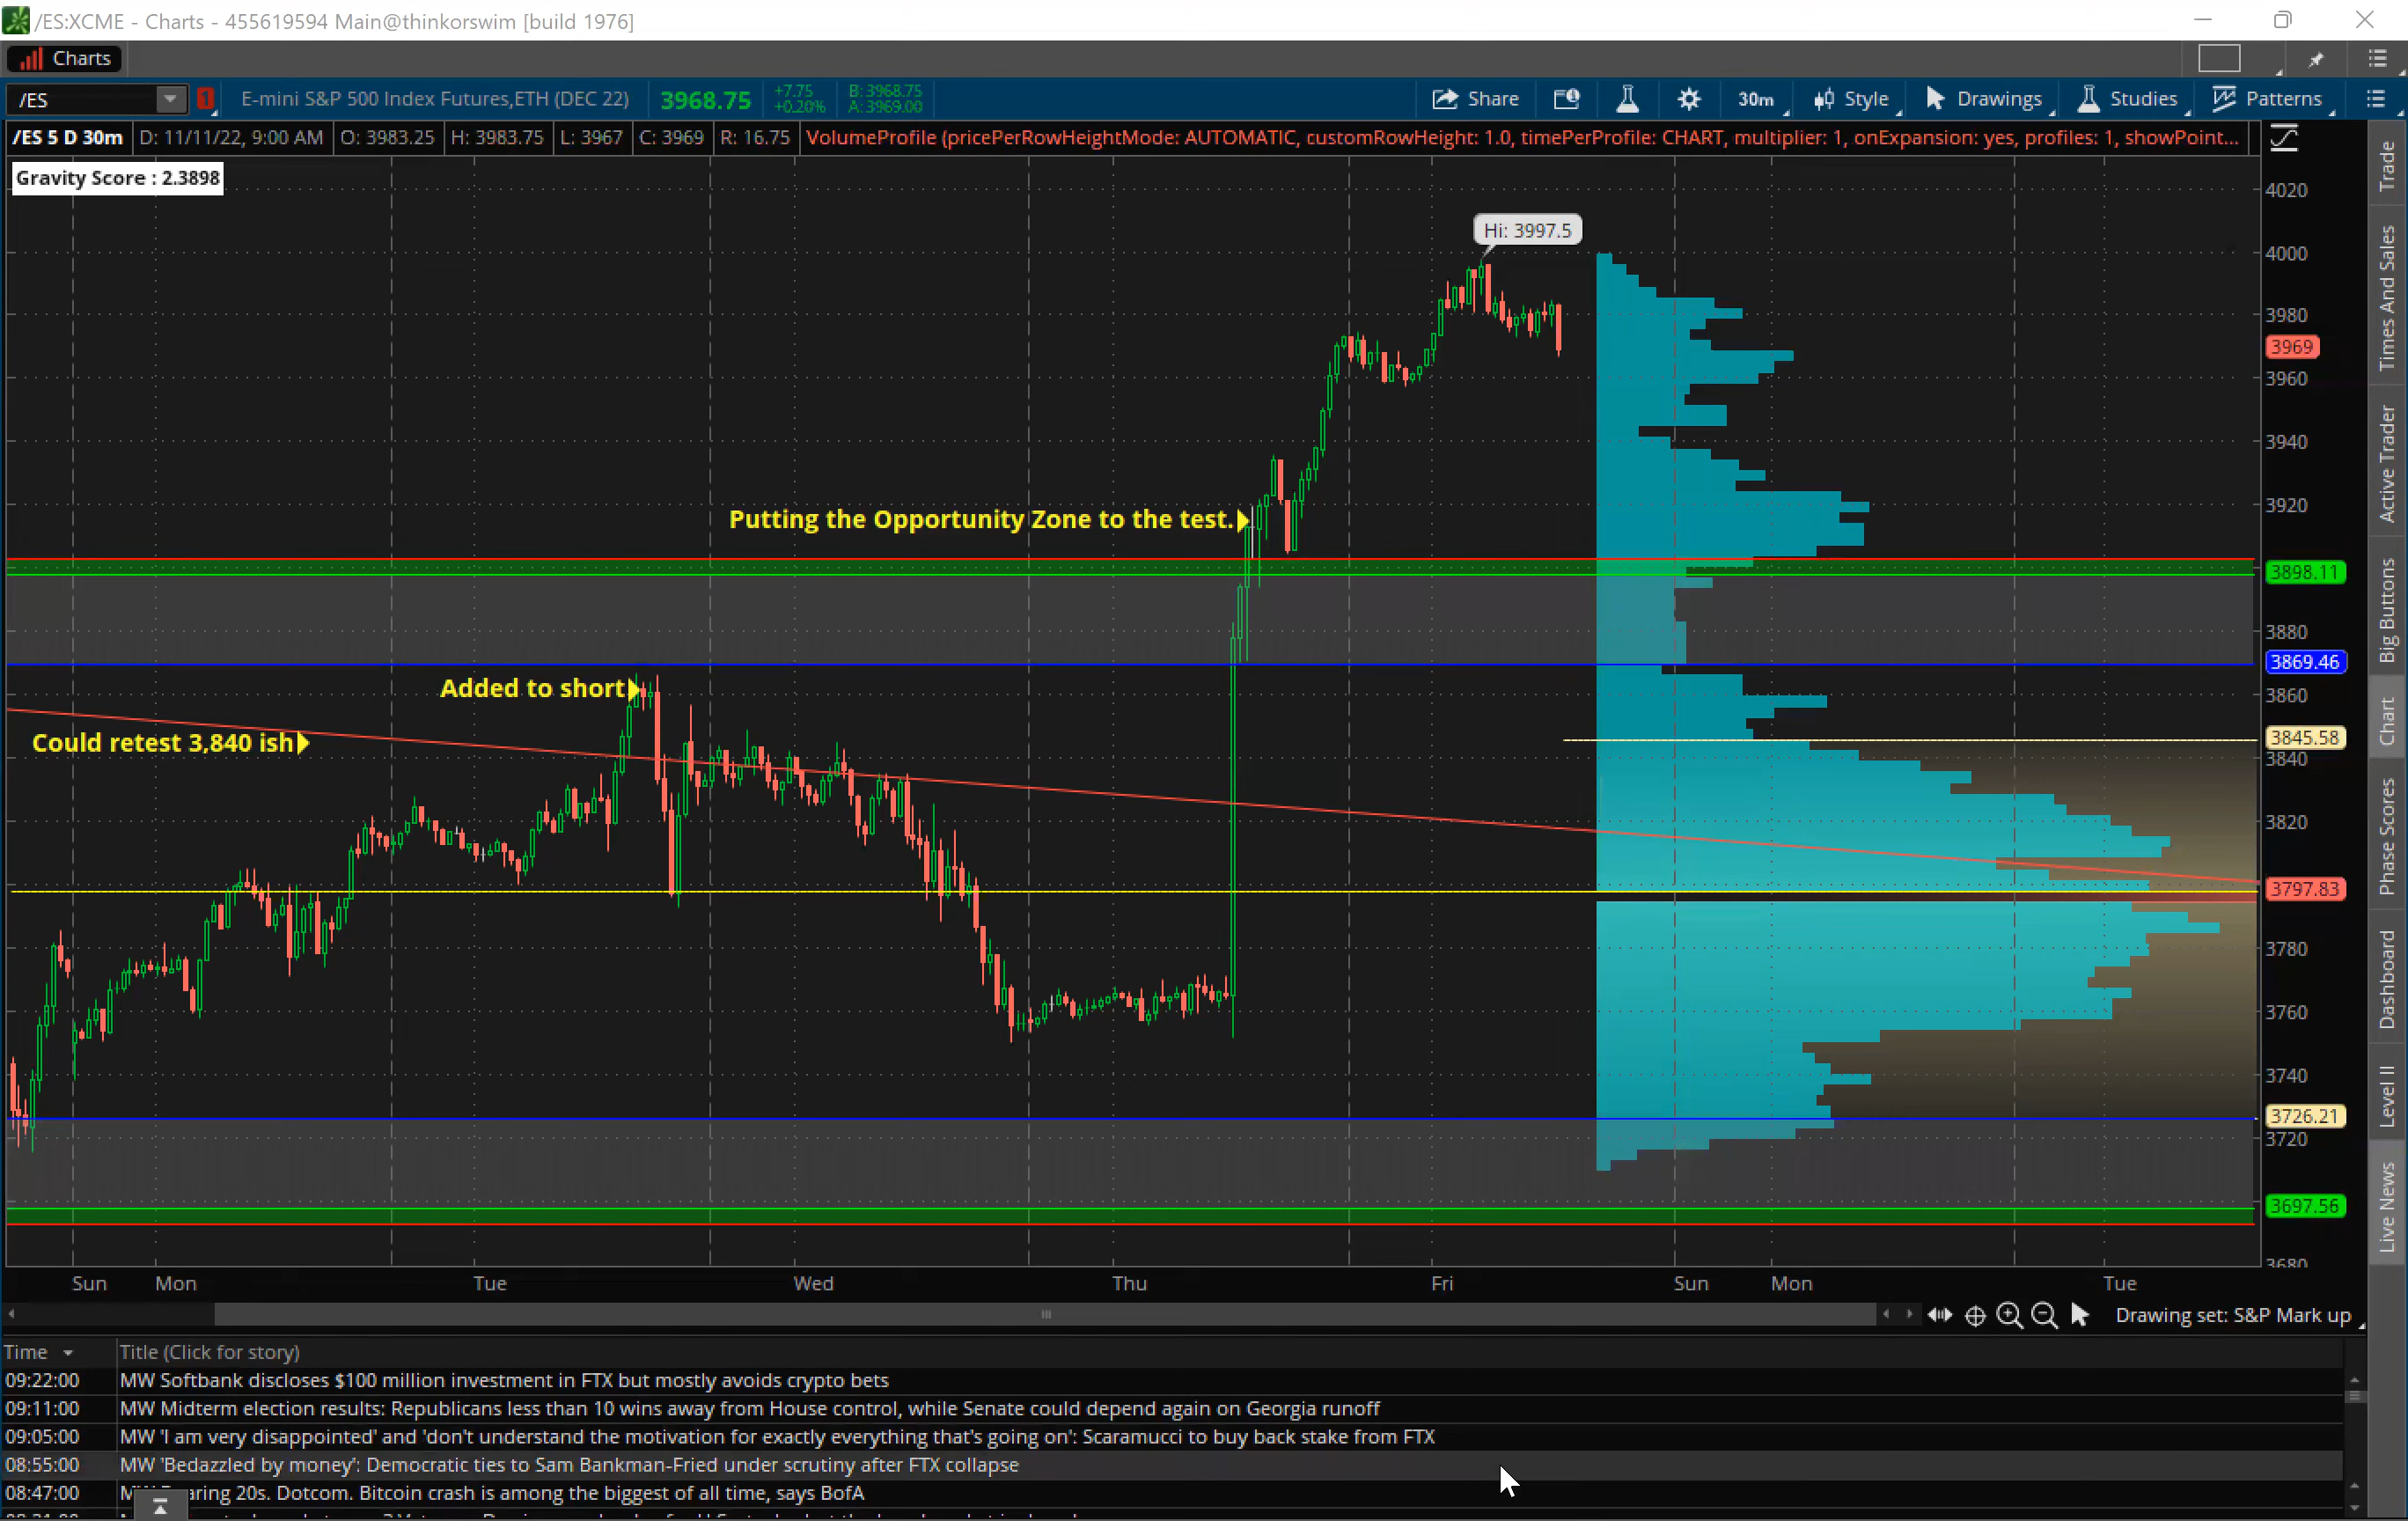 /ES:XCME - Charts - 455619594 Main@thinkorswim [build 1976]
Charts
/ES
1
E-mini S&P 500 Index Futures,ETH (DEC 22)
3968.75
+7.75
+0.20%
B: 3968.75
A: 3969.00
Share
30m
Style
Drawings
Studies
Patterns
/ES 5 D 30m
D: 11/11/22, 9:00 AM
O: 3983.25
H: 3983.75
L: 3967
C: 3969
R: 16.75
VolumeProfile (pricePerRowHeightMode: AUTOMATIC, customRowHeight: 1.0, timePerProfile: CHART, multiplier: 1, onExpansion: yes, profiles: 1, showPoint...
Gravity Score : 2.3898
Hi: 3997.5
Putting the Opportunity Zone to the test.
Added to short
Could retest 3,840 ish
4020
4000
3980
3969
3960
3940
3920
3898.11
3880
3869.46
3860
3845.58
3840
3820
3797.83
3780
3760
3740
3726.21
3720
3697.56
3680
Sun
Mon
Tue
Wed
Thu
Fri
Sun
Mon
Tue
Trade
Times And Sales
Active Trader
Big Buttons
Chart
Phase Scores
Dashboard
Level II
Live News
Drawing set: S&P Mark up
Time
Title (Click for story)
09:22:00 MW Softbank discloses $100 million investment in FTX but mostly avoids crypto bets
09:11:00 MW Midterm election results: Republicans less than 10 wins away from House control, while Senate could depend again on Georgia runoff
09:05:00 MW 'I am very disappointed' and 'don't understand the motivation for exactly everything that's going on': Scaramucci to buy back stake from FTX
08:55:00 MW 'Bedazzled by money': Democratic ties to Sam Bankman-Fried under scrutiny after FTX collapse
08:47:00 aring 20s. Dotcom. Bitcoin crash is among the biggest of all time, says BofA